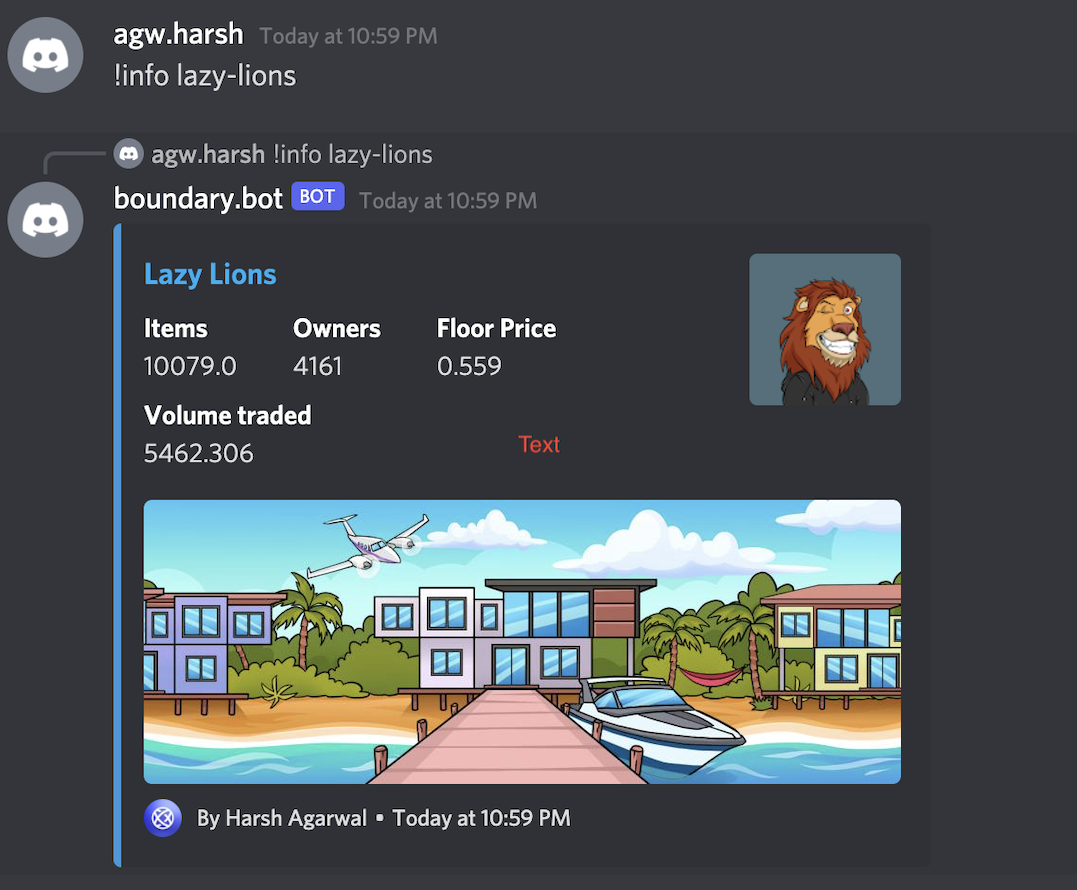 agw.harsh Today at 10:59 PM
!info lazy-lions
agw.harsh !info lazy-lions
boundary.bot BOT Today at 10:59 PM
Lazy Lions
Items Owners Floor Price
10079.0 4161 0.559
Volume traded
5462.306
Text
By Harsh Agarwal • Today at 10:59 PM